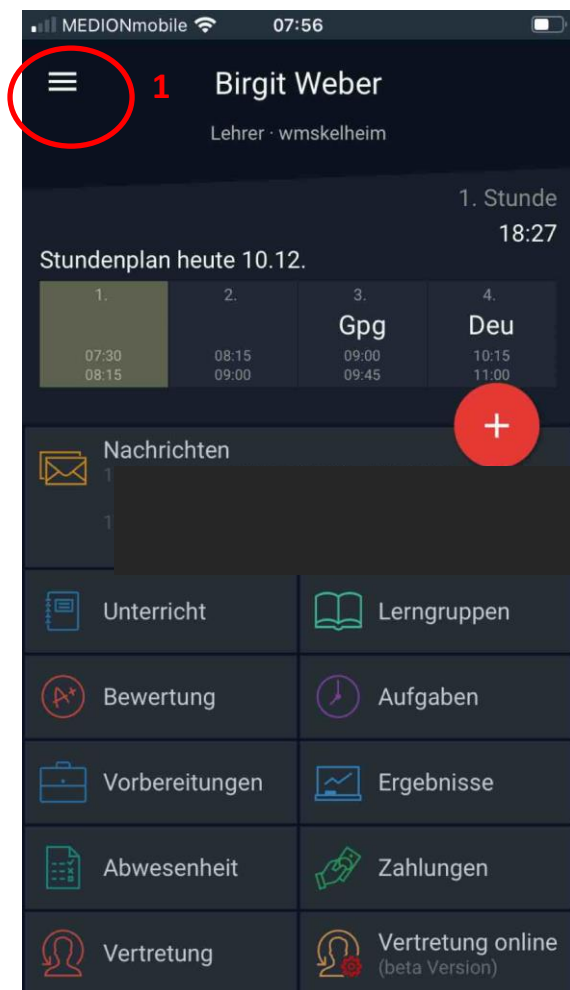 MEDIONmobile 07:56
1 Birgit Weber
Lehrer · wmskelheim
1. Stunde
18:27
Stundenplan heute 10.12.
1. 2. 3. 4.
Gpg Deu
07:30 08:15 09:00 10:15
08:15 09:00 09:45 11:00
+
Nachrichten
1
1
Unterricht Lerngruppen
A+ Bewertung Aufgaben
Vorbereitungen Ergebnisse
Abwesenheit Zahlungen
Vertretung Vertretung online
(beta Version)